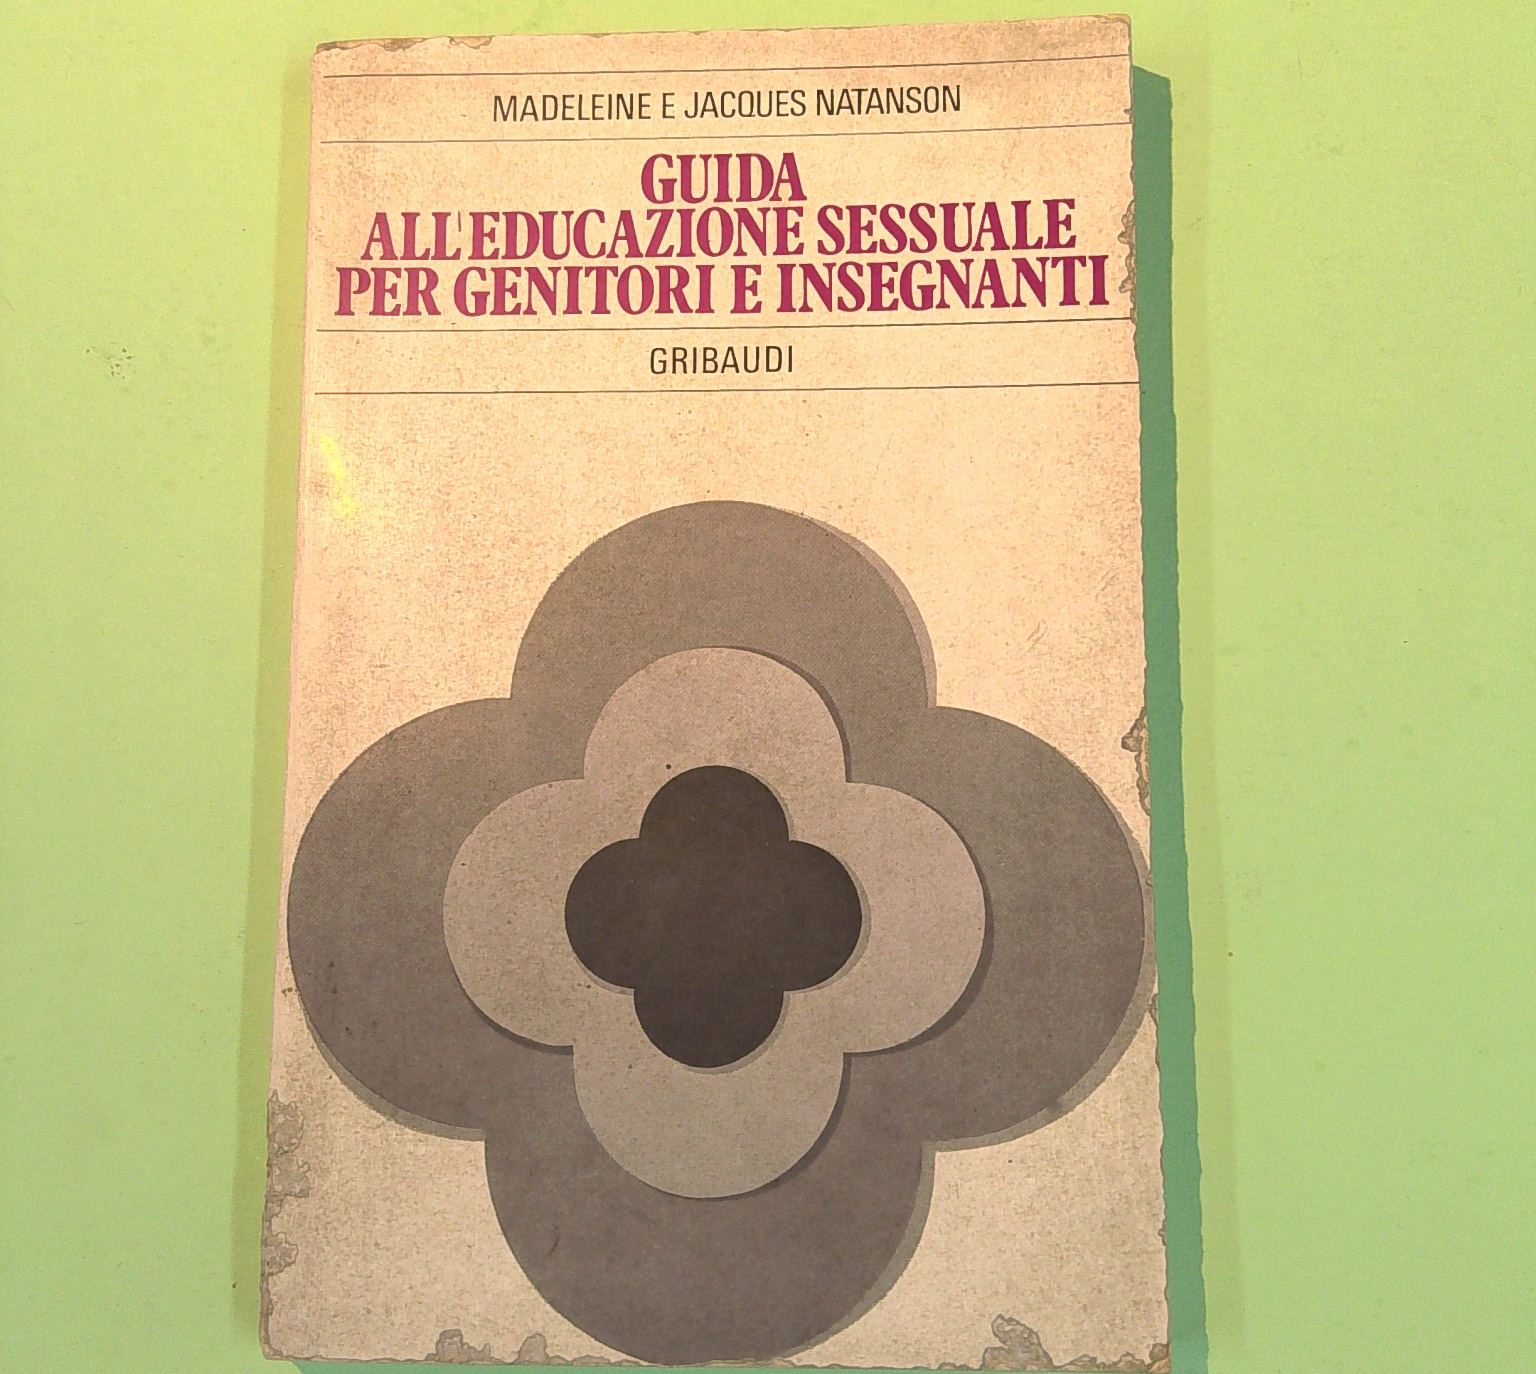 MADELEINE E JACQUES NATANSON
GUIDA
ALL'EDUCAZIONE SESSUALE
PER GENITORI E INSEGNANTI
GRIBAUDI